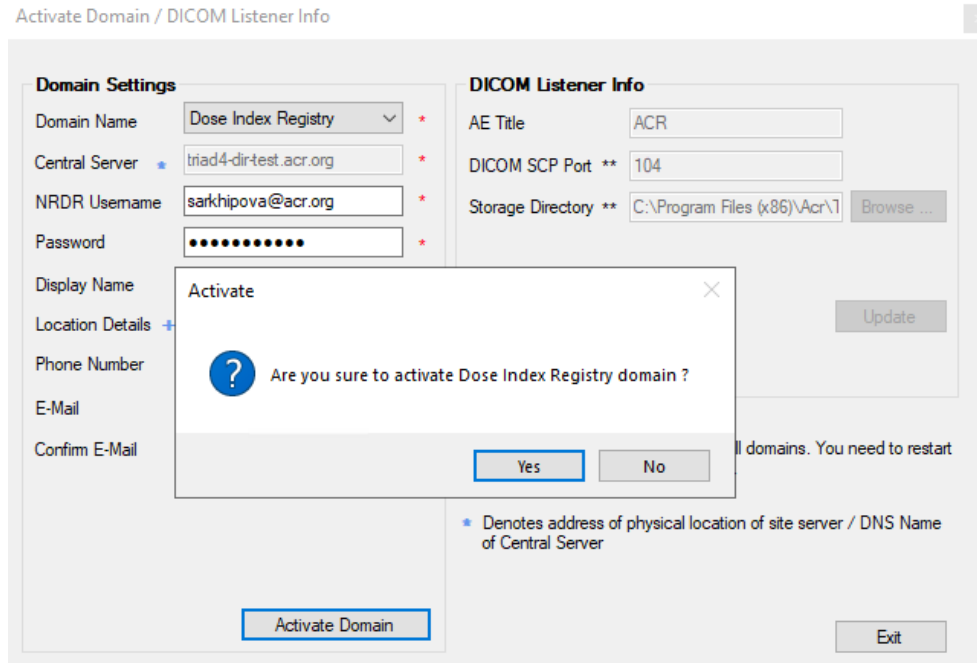 Activate Domain / DICOM Listener Info
Domain Settings
Domain Name Dose Index Registry *
Central Server triad4-dir-test.acr.org *
NRDR Username sarkhipova@acr.org *
Password ●●●●●●●●●●● *
Display Name
Location Details
Phone Number
E-Mail
Confirm E-Mail
Activate Domain
DICOM Listener Info
AE Title ACR
DICOM SCP Port ** 104
Storage Directory ** C:\Program Files (x86)\Acr\T Browse ...
Update
Activate
Are you sure to activate Dose Index Registry domain ?
Yes No
ll domains. You need to restart
Denotes address of physical location of site server / DNS Name
of Central Server
Exit